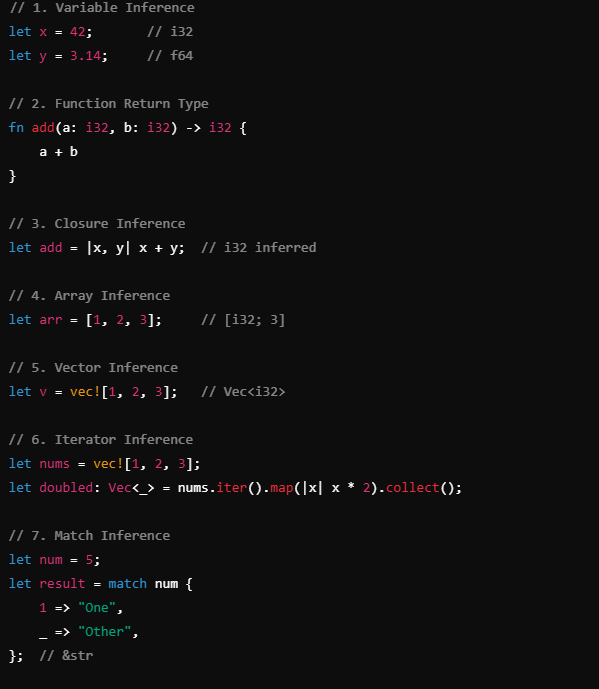 // 1. Variable Inference
let x = 42;       // i32
let y = 3.14;     // f64

// 2. Function Return Type
fn add(a: i32, b: i32) -> i32 {
    a + b
}

// 3. Closure Inference
let add = |x, y| x + y;  // i32 inferred

// 4. Array Inference
let arr = [1, 2, 3];     // [i32; 3]

// 5. Vector Inference
let v = vec![1, 2, 3];   // Vec<i32>

// 6. Iterator Inference
let nums = vec![1, 2, 3];
let doubled: Vec<_> = nums.iter().map(|x| x * 2).collect();

// 7. Match Inference
let num = 5;
let result = match num {
    1 => "One",
    _ => "Other",
};  // &str